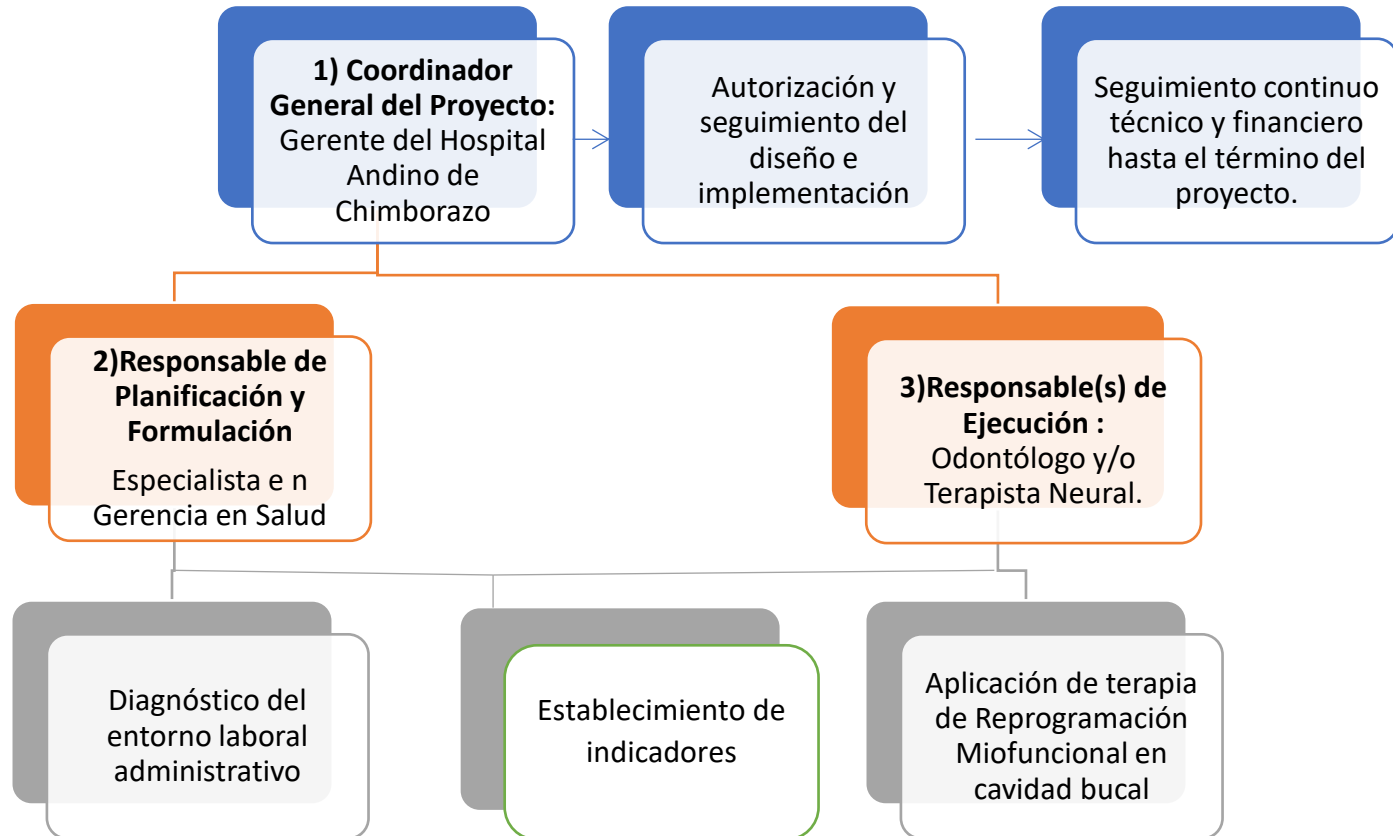 1) Coordinador
General del Proyecto:
Gerente del Hospital
Andino de
Chimborazo
Autorización y
seguimiento del
diseño e
implementación
Seguimiento continuo
técnico y financiero
hasta el término del
proyecto.
2)Responsable de
Planificación y
Formulación
Especialista e n
Gerencia en Salud
3)Responsable(s) de
Ejecución :
Odontólogo y/o
Terapista Neural.
Diagnóstico del
entorno laboral
administrativo
Establecimiento de
indicadores
Aplicación de terapia
de Reprogramación
Miofuncional en
cavidad bucal